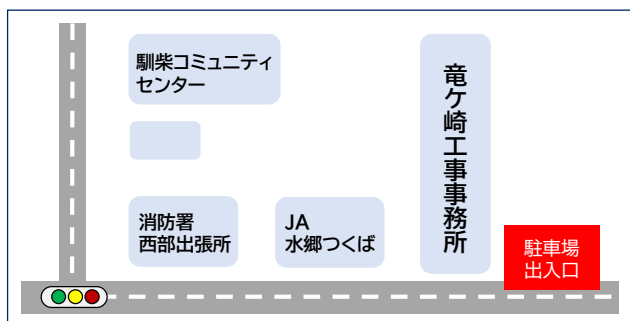 馴柴コミュニティ
センター
竜ケ崎工事事務所
消防署
西部出張所
JA
水郷つくば
駐車場
出入口